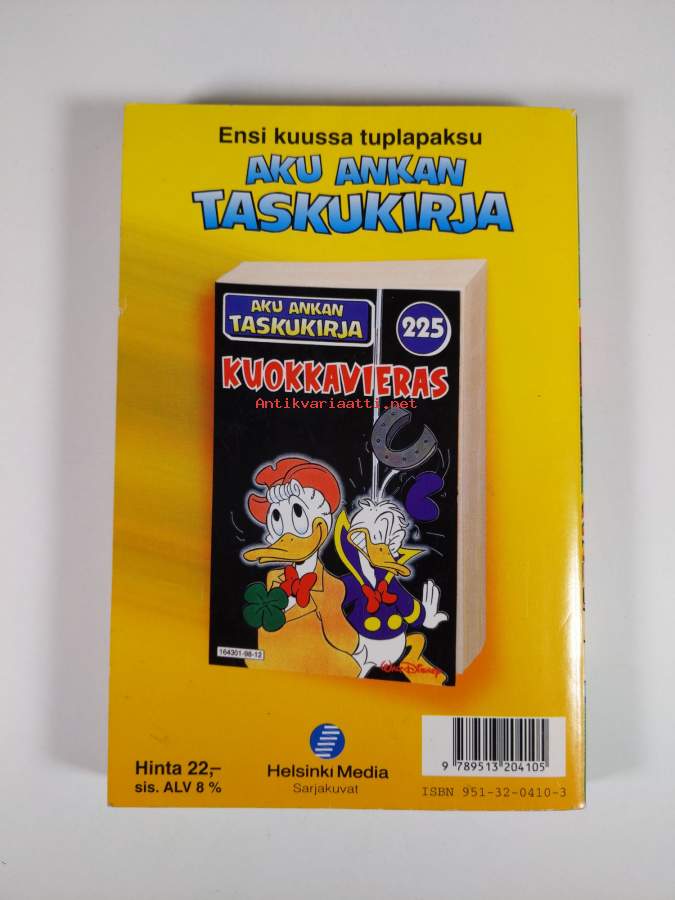 Ensi kuussa tuplapaksu
AKU ANKAN
TASKUKIRJA
AKU ANKAN
TASKUKIRJA
225
KUOKKAVIERAS
Antikvariaatti.net
164301-98-12
Walt Disney
Hinta 22,–
sis. ALV 8 %
Helsinki Media
Sarjakuvat
9 789513 204105
ISBN 951-32-0410-3